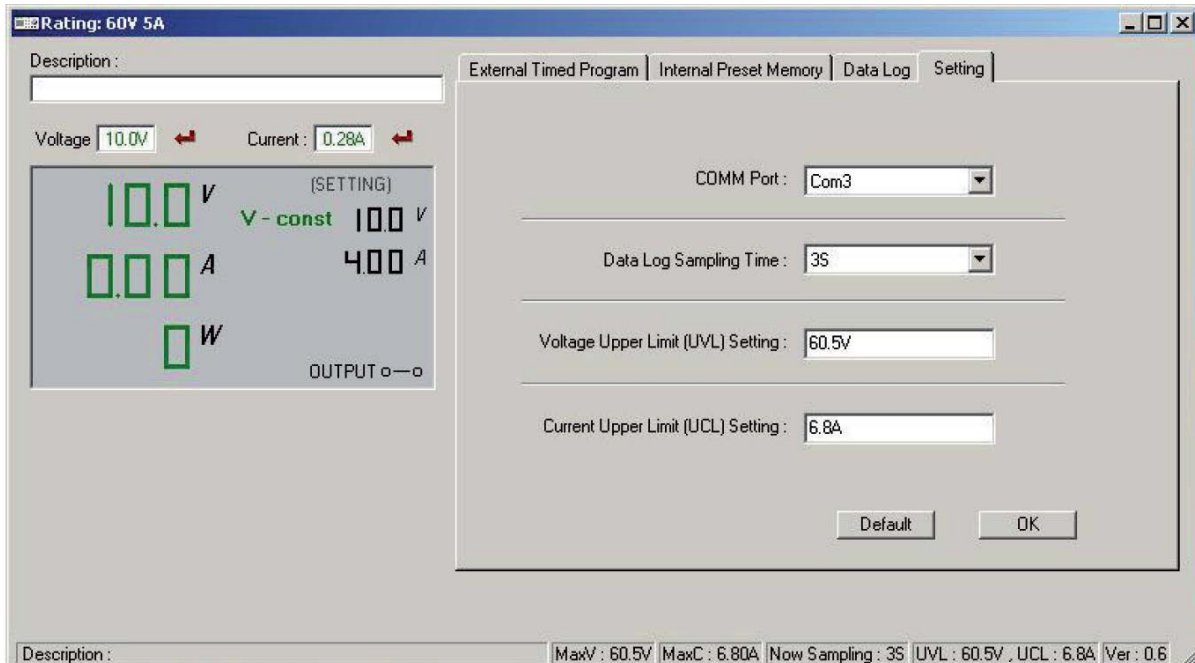 Rating: 60V 5A
Description :
Voltage 10.0V Current : 0.28A
10.0 V
0.00 A
0 W
(SETTING)
V - const 10.0 V
4.00 A
OUTPUT
External Timed Program Internal Preset Memory Data Log Setting
COMM Port : Com3
Data Log Sampling Time : 3S
Voltage Upper Limit (UVL) Setting : 60.5V
Current Upper Limit (UCL) Setting : 6.8A
Default OK
Description : MaxV : 60.5V MaxC : 6.80A Now Sampling : 3S UVL : 60.5V , UCL : 6.8A Ver : 0.6